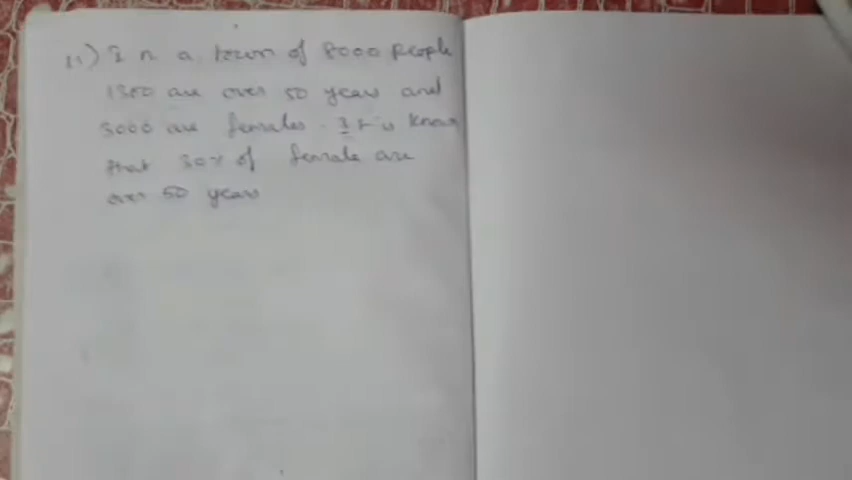 11) In a town of 8000 people
1300 are over 50 years and
3000 are females. It is known
that 30% of female are
over 50 years